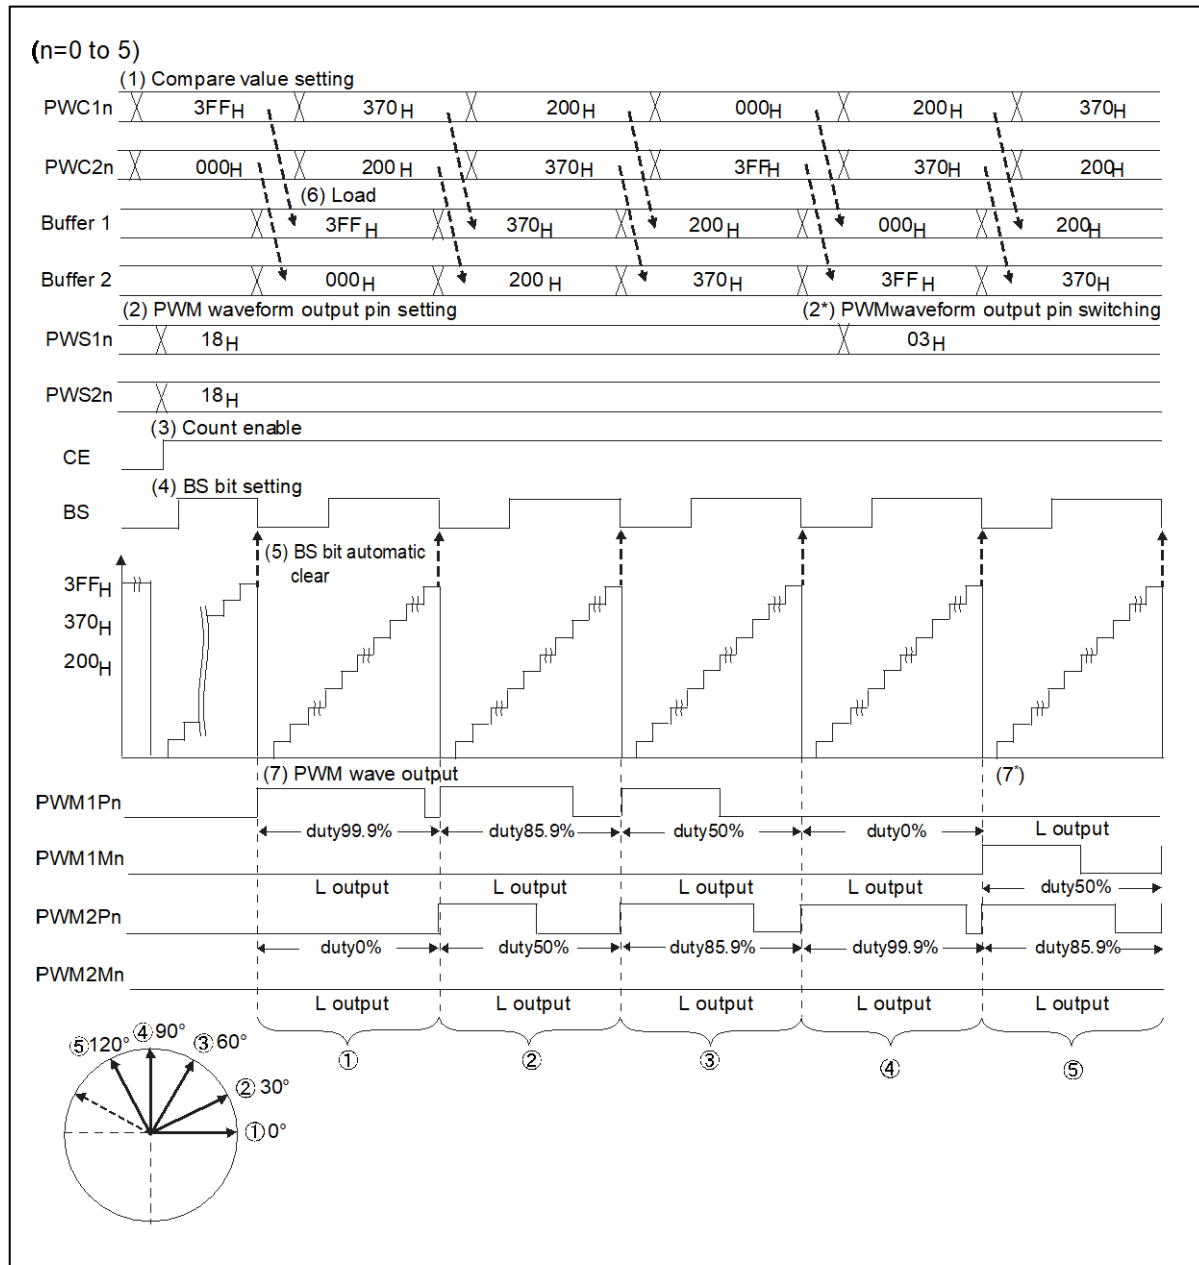 (n=0 to 5)
(1) Compare value setting
PWC1n 3FFH 370H 200H 000H 200H 370H
PWC2n 000H 200H 370H 3FFH 370H 200H
(6) Load
Buffer 1 3FFH 370H 200H 000H 200H
Buffer 2 000H 200H 370H 3FFH 370H
(2) PWM waveform output pin setting (2*) PWMwaveform output pin switching
PWS1n 18H 03H
PWS2n 18H
(3) Count enable
CE
(4) BS bit setting
BS
(5) BS bit automatic
clear
3FFH
370H
200H
(7) PWM wave output (7*)
PWM1Pn
duty99.9% duty85.9% duty50% duty0% L output
PWM1Mn
L output L output L output L output duty50%
PWM2Pn
duty0% duty50% duty85.9% duty99.9% duty85.9%
PWM2Mn
L output L output L output L output L output
① ② ③ ④ ⑤
④90°
⑤120° ③60°
②30°
①0°